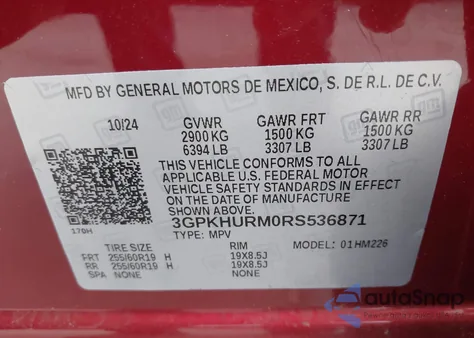 MFD BY GENERAL MOTORS DE MEXICO, S. DE R.L. DE C.V.
10/24 GVWR GAWR FRT GAWR RR
2900 KG 1500 KG 1500 KG
6394 LB 3307 LB 3307 LB
THIS VEHICLE CONFORMS TO ALL
APPLICABLE U.S. FEDERAL MOTOR
VEHICLE SAFETY STANDARDS IN EFFECT
ON THE DATE OF MANUFACTURE
SHOWN ABOVE.
3GPKHURM0RS536871
170H TYPE: MPV MODEL: 01HM226
TIRE SIZE RIM
FRT 255/60R19 H 19X8.5J
RR 255/60R19 H 19X8.5J
SPA NONE NONE
gm
AutoSnap